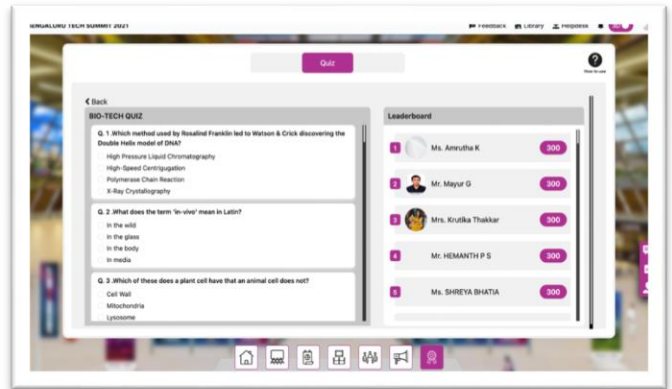 BENGALURU TECH SUMMIT 2021
Feedback Library Helpdesk
Quiz
How to use
Back
BIO-TECH QUIZ
Q. 1 .Which method used by Rosalind Franklin led to Watson & Crick discovering the
Double Helix model of DNA?
High Pressure Liquid Chromatography
High-Speed Centrigugation
Polymerase Chain Reaction
X-Ray Crystallography
Q. 2 .What does the term 'in-vivo' mean in Latin?
In the wild
In the glass
In the body
In media
Q. 3 .Which of these does a plant cell have that an animal cell does not?
Cell Wall
Mitochondria
Lysosome
Leaderboard
1 Ms. Amrutha K 300
2 Mr. Mayur G 300
3 Mrs. Krutika Thakkar 300
4 Mr. HEMANTH P S 300
5 Ms. SHREYA BHATIA 300